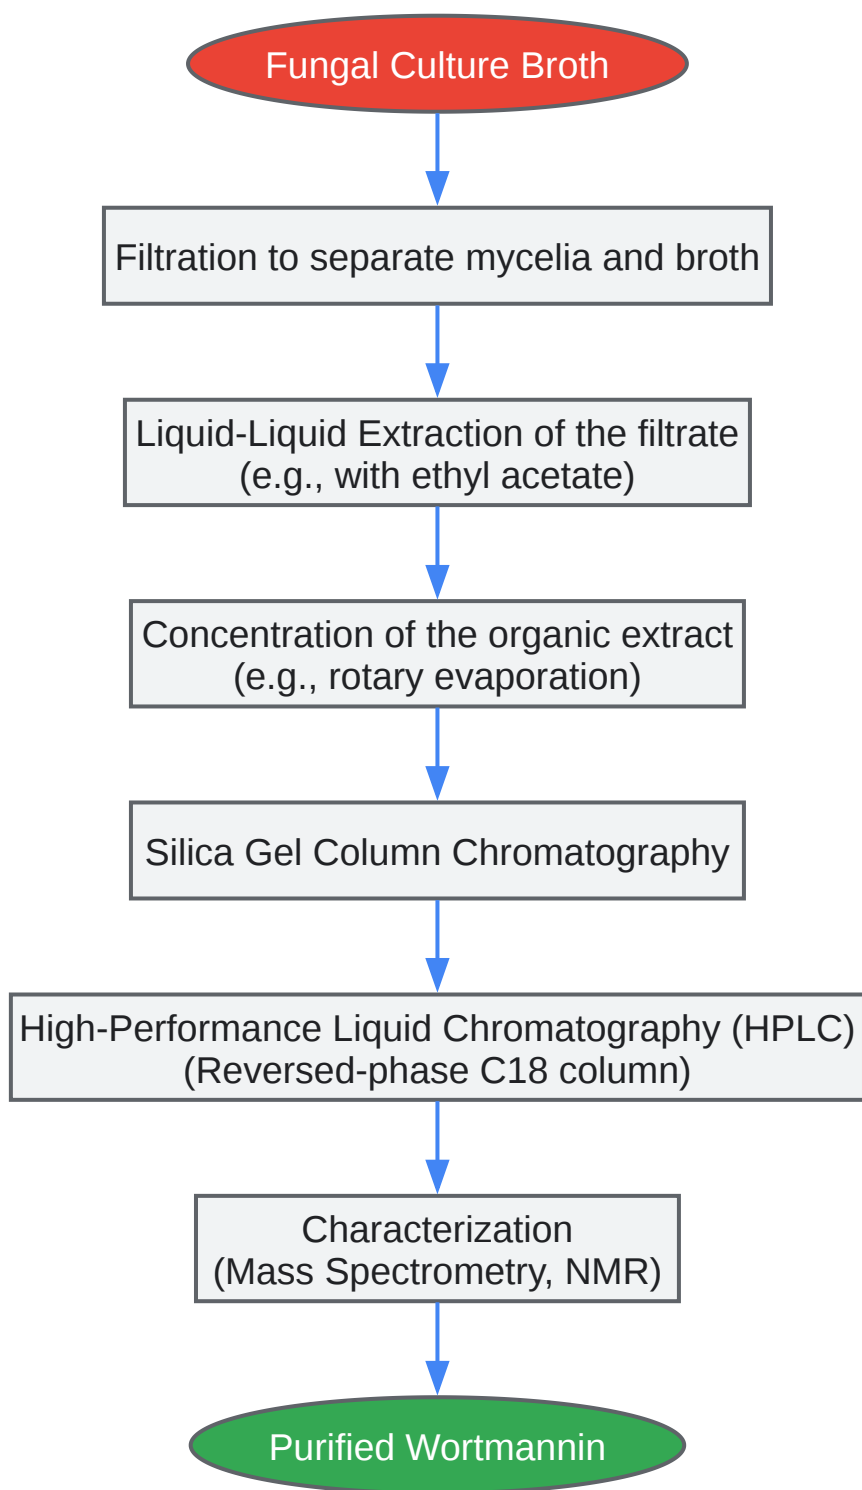 Fungal Culture Broth
Filtration to separate mycelia and broth
Liquid-Liquid Extraction of the filtrate
(e.g., with ethyl acetate)
Concentration of the organic extract
(e.g., rotary evaporation)
Silica Gel Column Chromatography
High-Performance Liquid Chromatography (HPLC)
(Reversed-phase C18 column)
Characterization
(Mass Spectrometry, NMR)
Purified Wortmannin